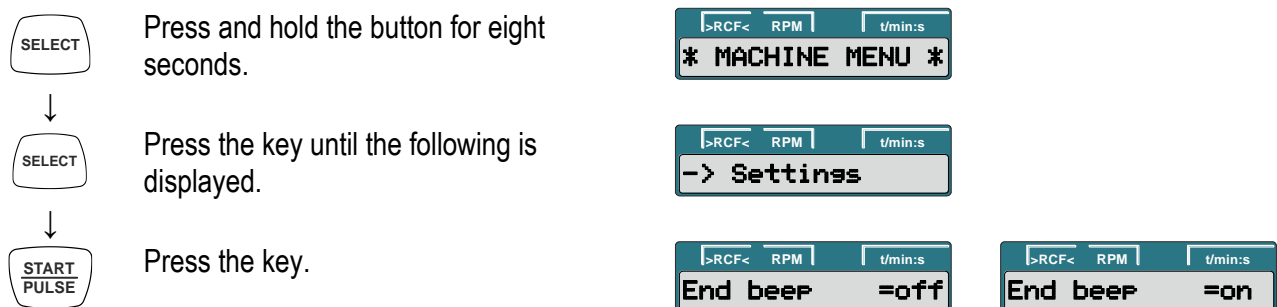 SELECT
Press and hold the button for eight
seconds.
>RCF< RPM t/min:s
* MACHINE MENU *
↓
SELECT
Press the key until the following is
displayed.
>RCF< RPM t/min:s
-> Settings
↓
START
PULSE
Press the key.
>RCF< RPM t/min:s
End beep =off
>RCF< RPM t/min:s
End beep =on